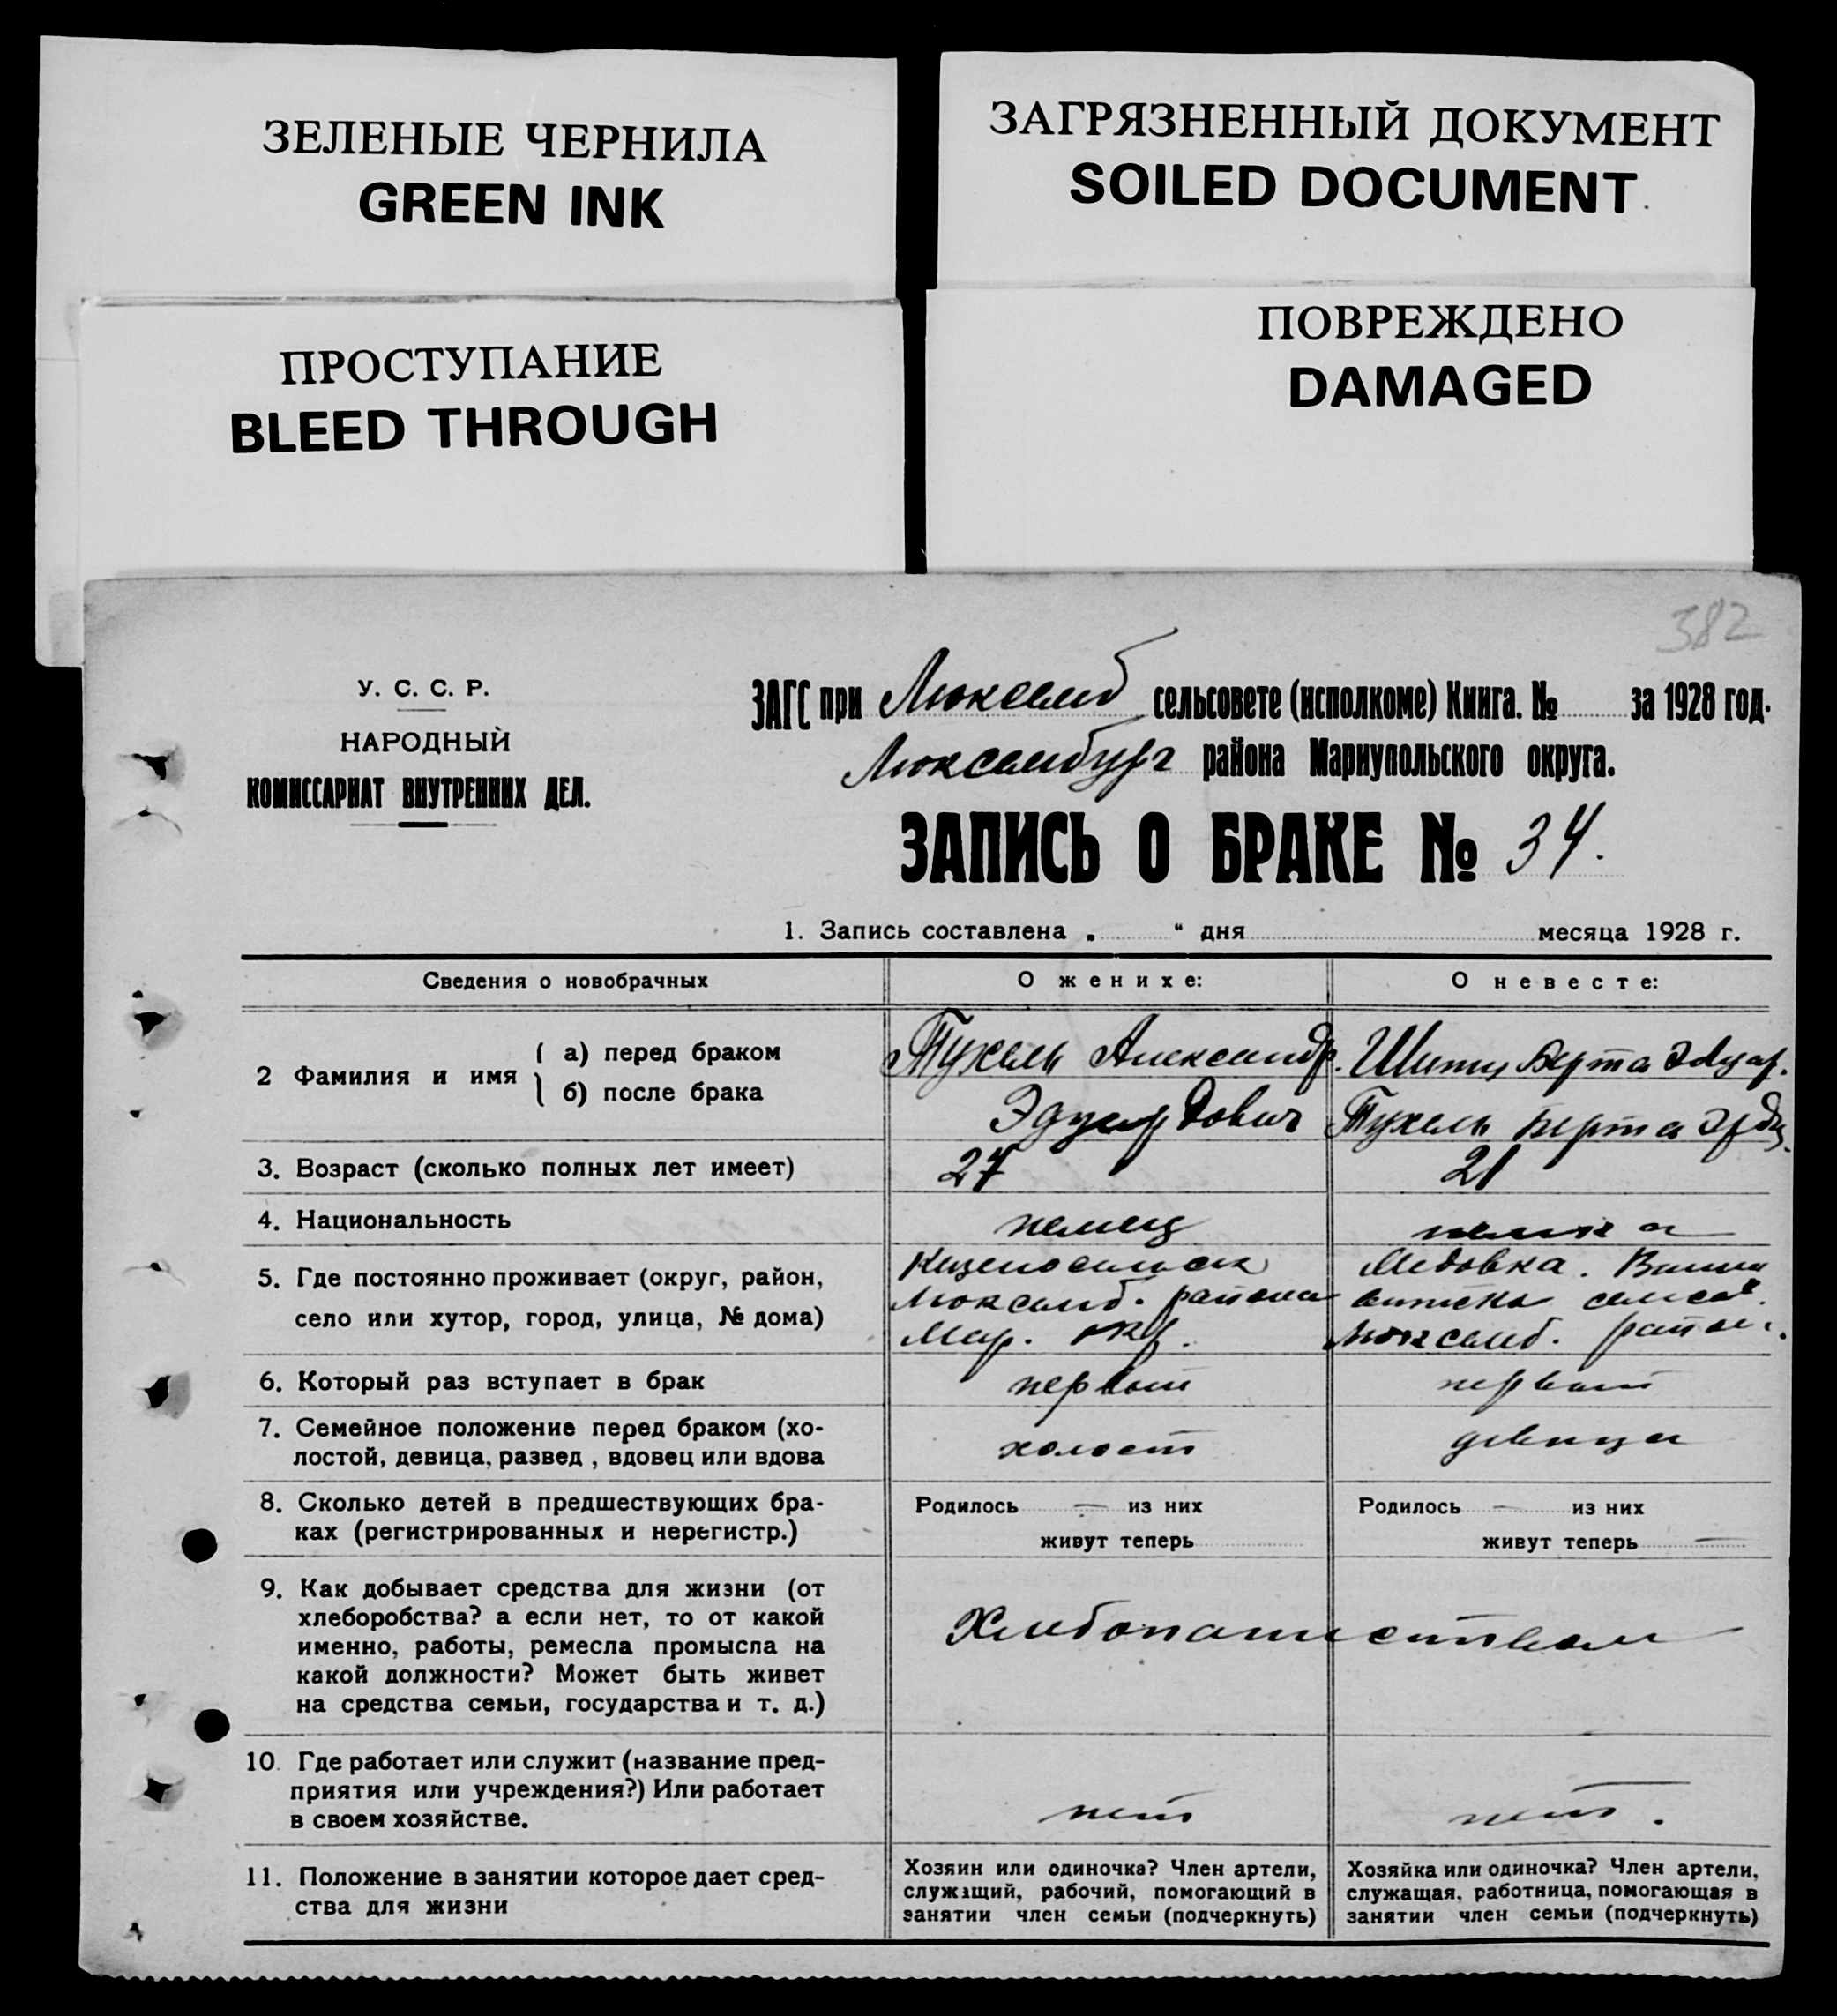 ЗЕЛЕНЫЕ ЧЕРНИЛА
GREEN INK
ЗАГРЯЗНЕННЫЙ ДОКУМЕНТ
SOILED DOCUMENT
ПРОСТУПАНИЕ
BLEED THROUGH
ПОВРЕЖДЕНО
DAMAGED
382
У. С. С. Р.
НАРОДНЫЙ
КОМИССАРИАТ ВНУТРЕННИХ ДЕЛ.
ЗАГС при Люксемб сельсовете (исполкоме) Книга. № за 1928 год.
Люксембург района Мариупольского округа.
ЗАПИСЬ О БРАКЕ № 34.
1. Запись составлена „ “ дня месяца 1928 г.
Сведения о новобрачных
О женихе:
О невесте:
2 Фамилия и имя
а) перед браком
б) после брака
Тухель Александр.
Эдуардович
Шитц Берта Эдуар.
Тухель Берта
3. Возраст (сколько полных лет имеет)
27
21
4. Национальность
немец
немка
5. Где постоянно проживает (округ, район,
село или хутор, город, улица, № дома)
Люксемб. района
Мар. окр.
Медовка.
сельсов.
Люксемб. район.
6. Который раз вступает в брак
первый
первый
7. Семейное положение перед браком (хо-
лостой, девица, развед , вдовец или вдова
холост
девица
8. Сколько детей в предшествующих бра-
ках (регистрированных и нерегистр.)
Родилось — из них
живут теперь
Родилось — из них
живут теперь —
9. Как добывает средства для жизни (от
хлеборобства? а если нет, то от какой
именно, работы, ремесла промысла на
какой должности? Может быть живет
на средства семьи, государства и т. д.)
Хлебопашеством
10. Где работает или служит (название пред-
приятия или учреждения?) Или работает
в своем хозяйстве.
нет
нет.
11. Положение в занятии которое дает сред-
ства для жизни
Хозяин или одиночка? Член артели,
служащий, рабочий, помогающий в
занятии член семьи (подчеркнуть)
Хозяйка или одиночка? Член артели,
служащая, работница, помогающая в
занятии член семьи (подчеркнуть)